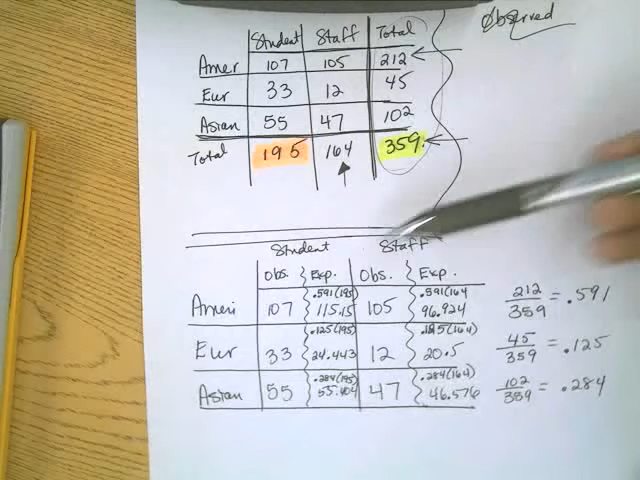 Observed
Student Staff Total
Amer 107 105 212
Eur 33 12 45
Asian 55 47 102
Total 195 164 359
Student Staff
Obs. Exp. Obs. Exp.
.591(195) .591(164
Ameri 107 115.15 105 96.924
.125(195) .125(164)
Eur 33 24.443 12 20.5
.284(195) .284(164)
Asian 55 55.404 47 46.576
212/359 = .591
45/359 = .125
102/359 = .284